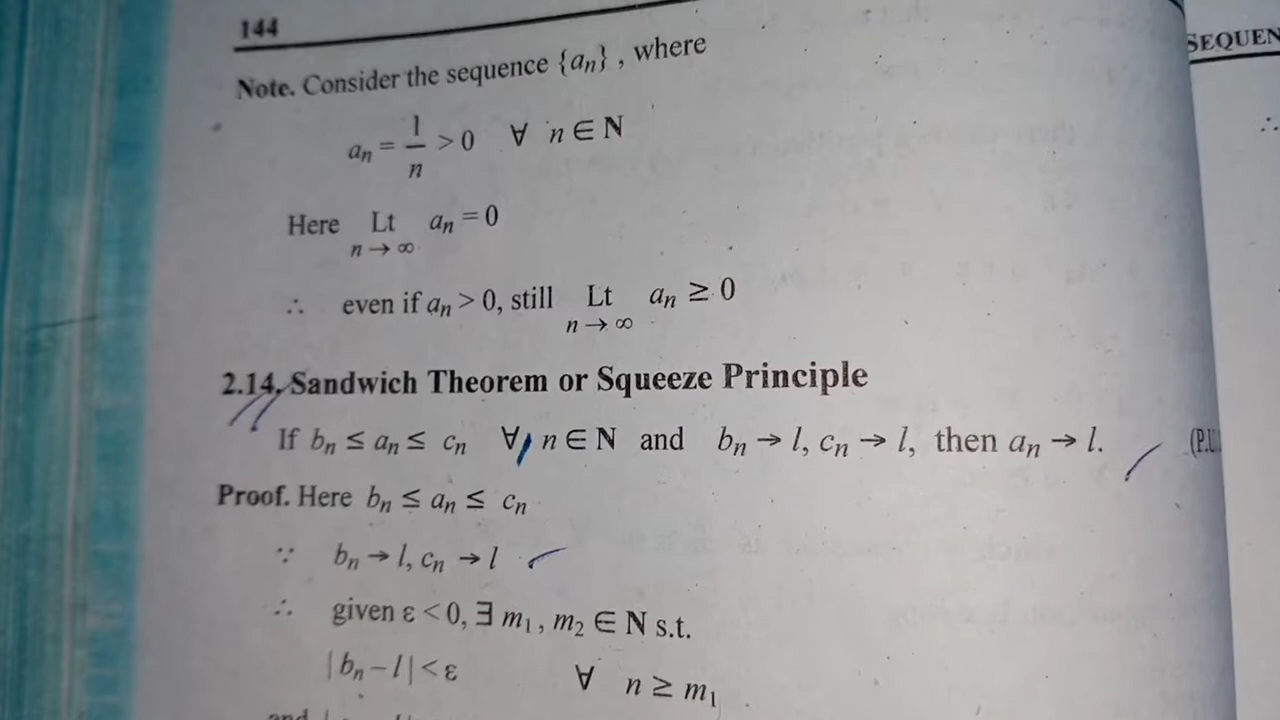 144
Note. Consider the sequence {aₙ} , where
aₙ = 1/n > 0 ∀ n ∈ N
Here Lt aₙ = 0
n → ∞
∴ even if aₙ > 0, still Lt aₙ ≥ 0
n → ∞
2.14. Sandwich Theorem or Squeeze Principle
If bₙ ≤ aₙ ≤ cₙ ∀ n ∈ N and bₙ → l, cₙ → l, then aₙ → l.
(P.U.
Proof. Here bₙ ≤ aₙ ≤ cₙ
∵ bₙ → l, cₙ → l
∴ given ε < 0, ∃ m₁ , m₂ ∈ N s.t.
| bₙ – l | < ε ∀ n ≥ m₁
and
SEQUEN
∴